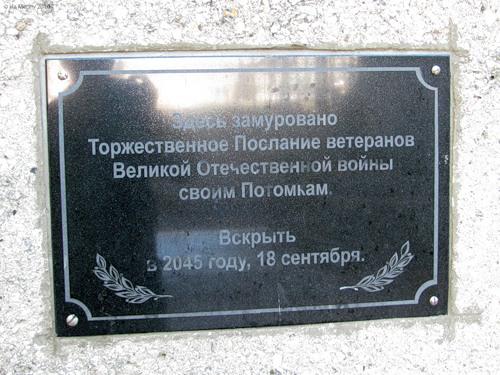 Здесь замуровано
Торжественное Послание ветеранов
Великой Отечественной войны
своим Потомкам.
Вскрыть
в 2045 году, 18 сентября.